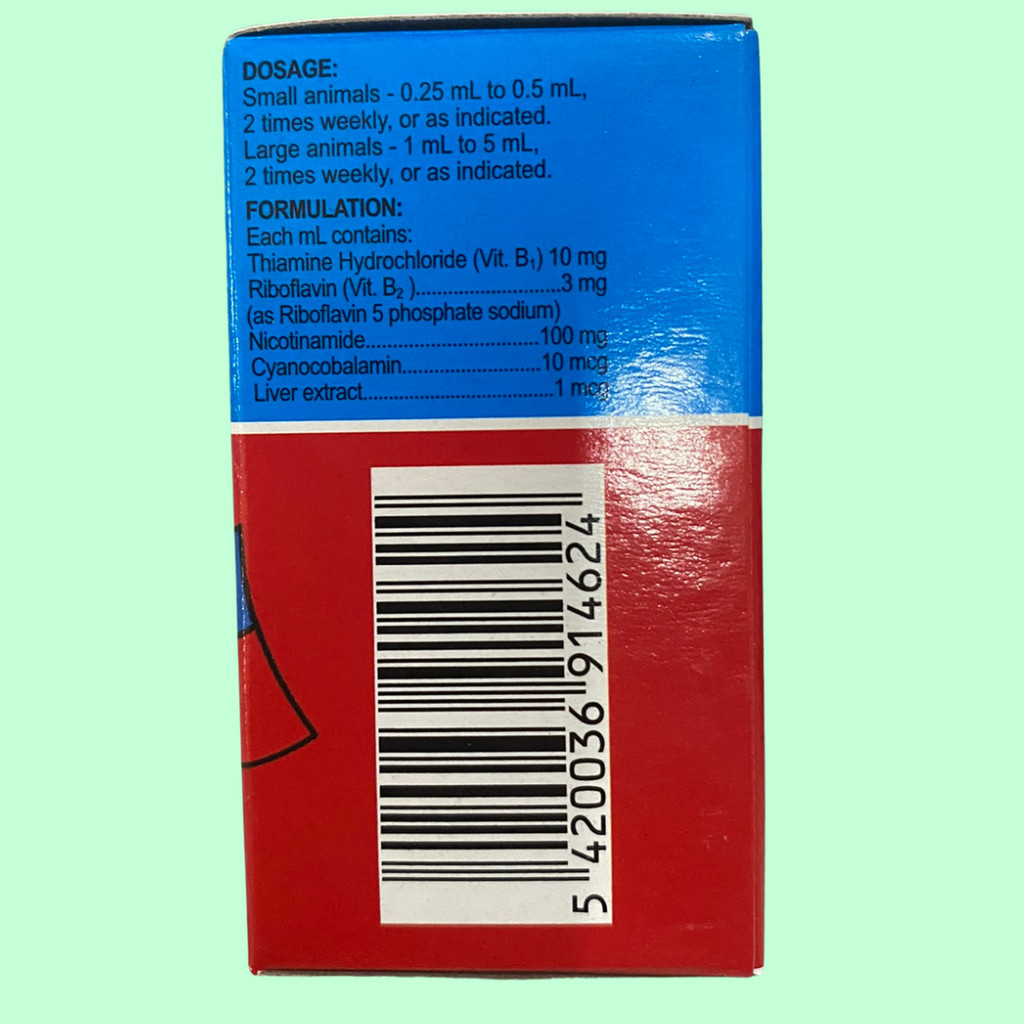 DOSAGE:
Small animals - 0.25 mL to 0.5 mL,
2 times weekly, or as indicated.
Large animals - 1 mL to 5 mL,
2 times weekly, or as indicated.
FORMULATION:
Each mL contains:
Thiamine Hydrochloride (Vit. B₁) 10 mg
Riboflavin (Vit. B₂ )..........................3 mg
(as Riboflavin 5 phosphate sodium)
Nicotinamide...............................100 mg
Cyanocobalamin.........................10 mcg
Liver extract..................................1 mcg
5 420036 914624